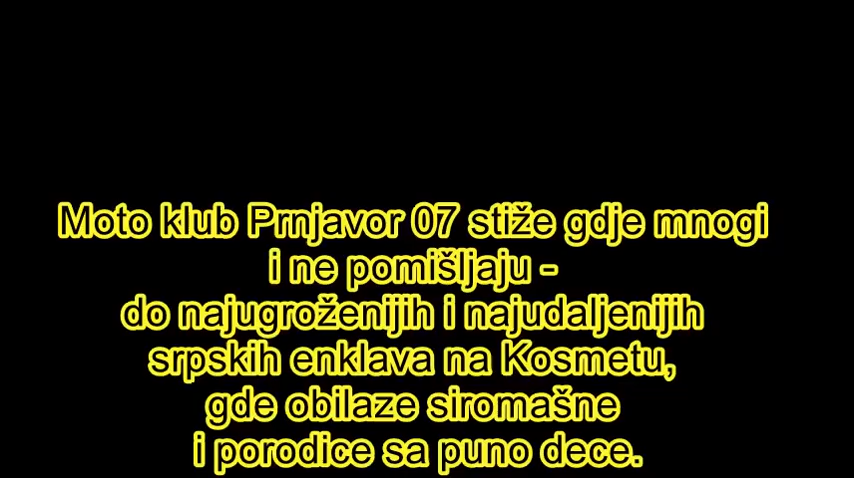 Moto klub Prnjavor 07 stiže gdje mnogi
i ne pomišljaju -
do najugroženijih i najudaljenijih
srpskih enklava na Kosmetu,
gde obilaze siromašne
i porodice sa puno dece.